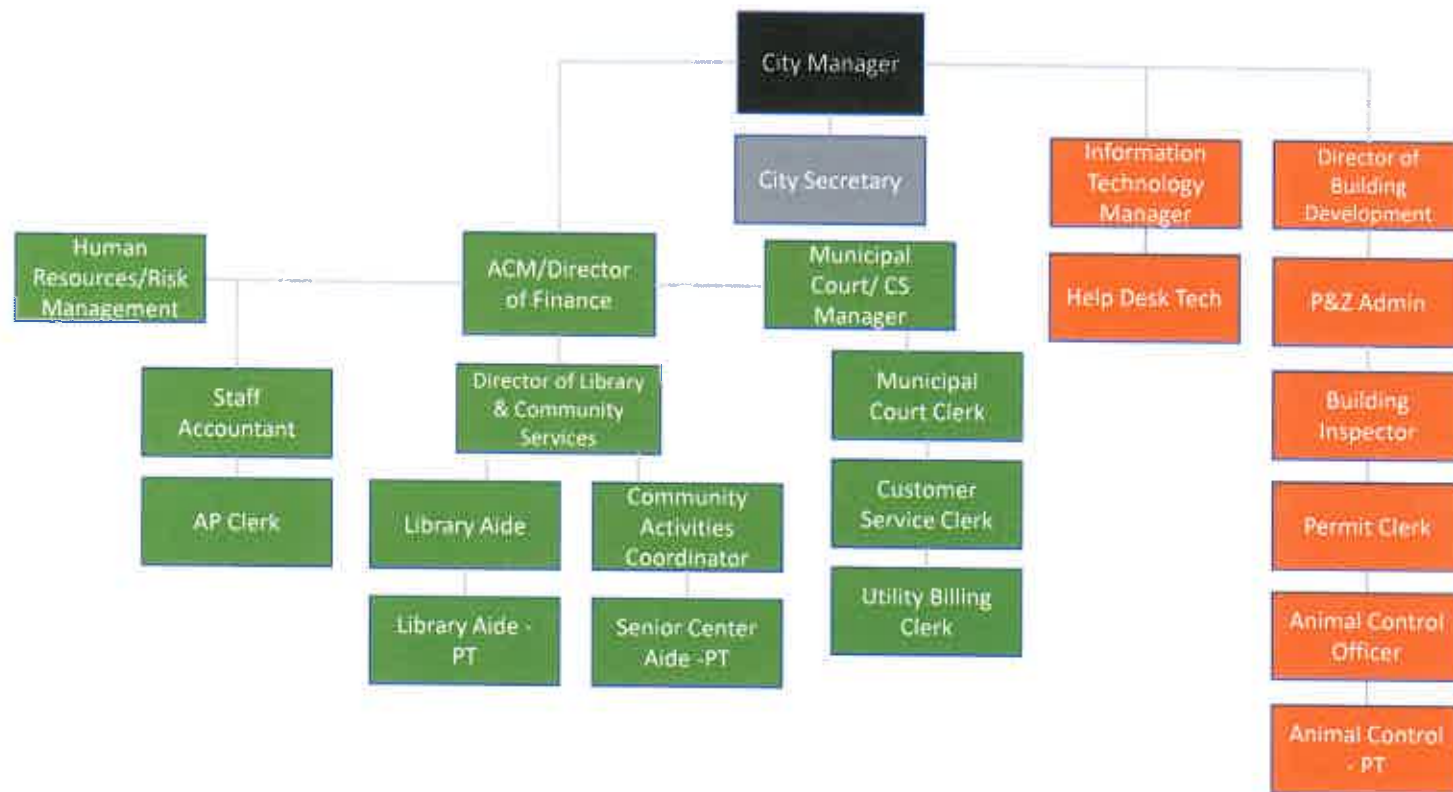 City Manager
City Secretary
Information
Technology
Manager
Director of
Building
Development
Human
Resources/Risk
Management
ACM/Director
of Finance
Municipal
Court/ CS
Manager
Help Desk Tech
P&Z Admin
Staff
Accountant
Director of Library
& Community
Services
Municipal
Court Clerk
Building
Inspector
AP Clerk
Library Aide
Community
Activities
Coordinator
Customer
Service Clerk
Permit Clerk
Library Aide -
PT
Senior Center
Aide -PT
Utility Billing
Clerk
Animal Control
Officer
Animal Control
- PT